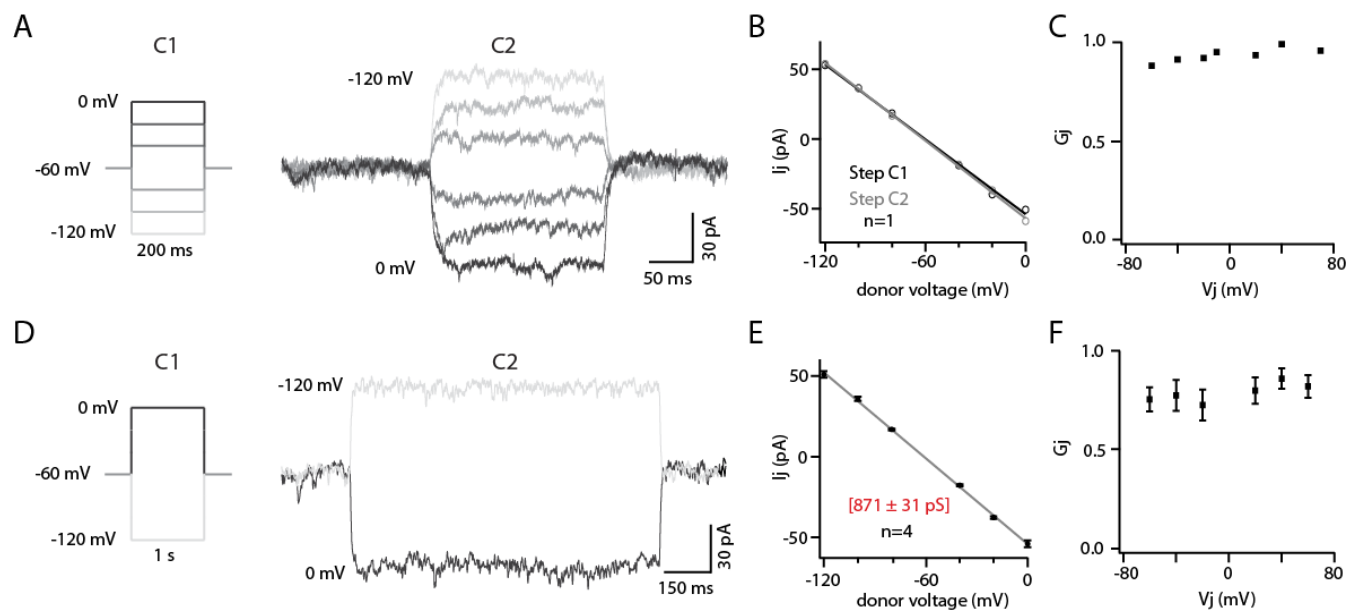 A
C1
0 mV
-60 mV
-120 mV
200 ms
C2
-120 mV
0 mV
30 pA
50 ms
B
50
0
-50
Ij (pA)
Step C1
Step C2
n=1
-120
-60
0
donor voltage (mV)
C
1.0
0.5
0.0
Gj
-80
0
80
Vj (mV)
D
C1
0 mV
-60 mV
-120 mV
1 s
C2
-120 mV
0 mV
30 pA
150 ms
E
50
0
-50
Ij (pA)
[871 ± 31 pS]
n=4
-120
-60
0
donor voltage (mV)
F
1.0
0.5
0.0
Gj
-80
0
80
Vj (mV)